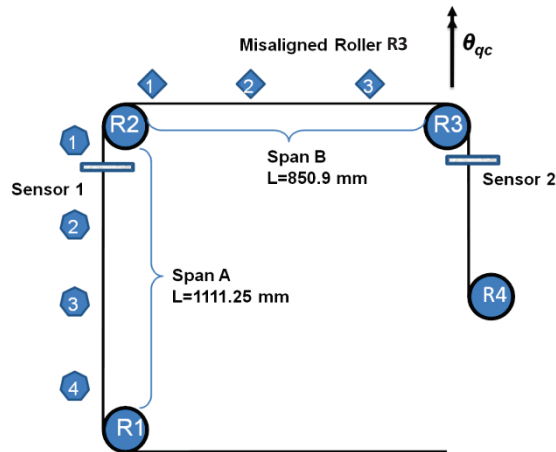 Misaligned Roller R3
θqc
1 2 3
R2
R3
1
Sensor 1
Span B
L=850.9 mm
Sensor 2
2
Span A
L=1111.25 mm
3
R4
4
R1